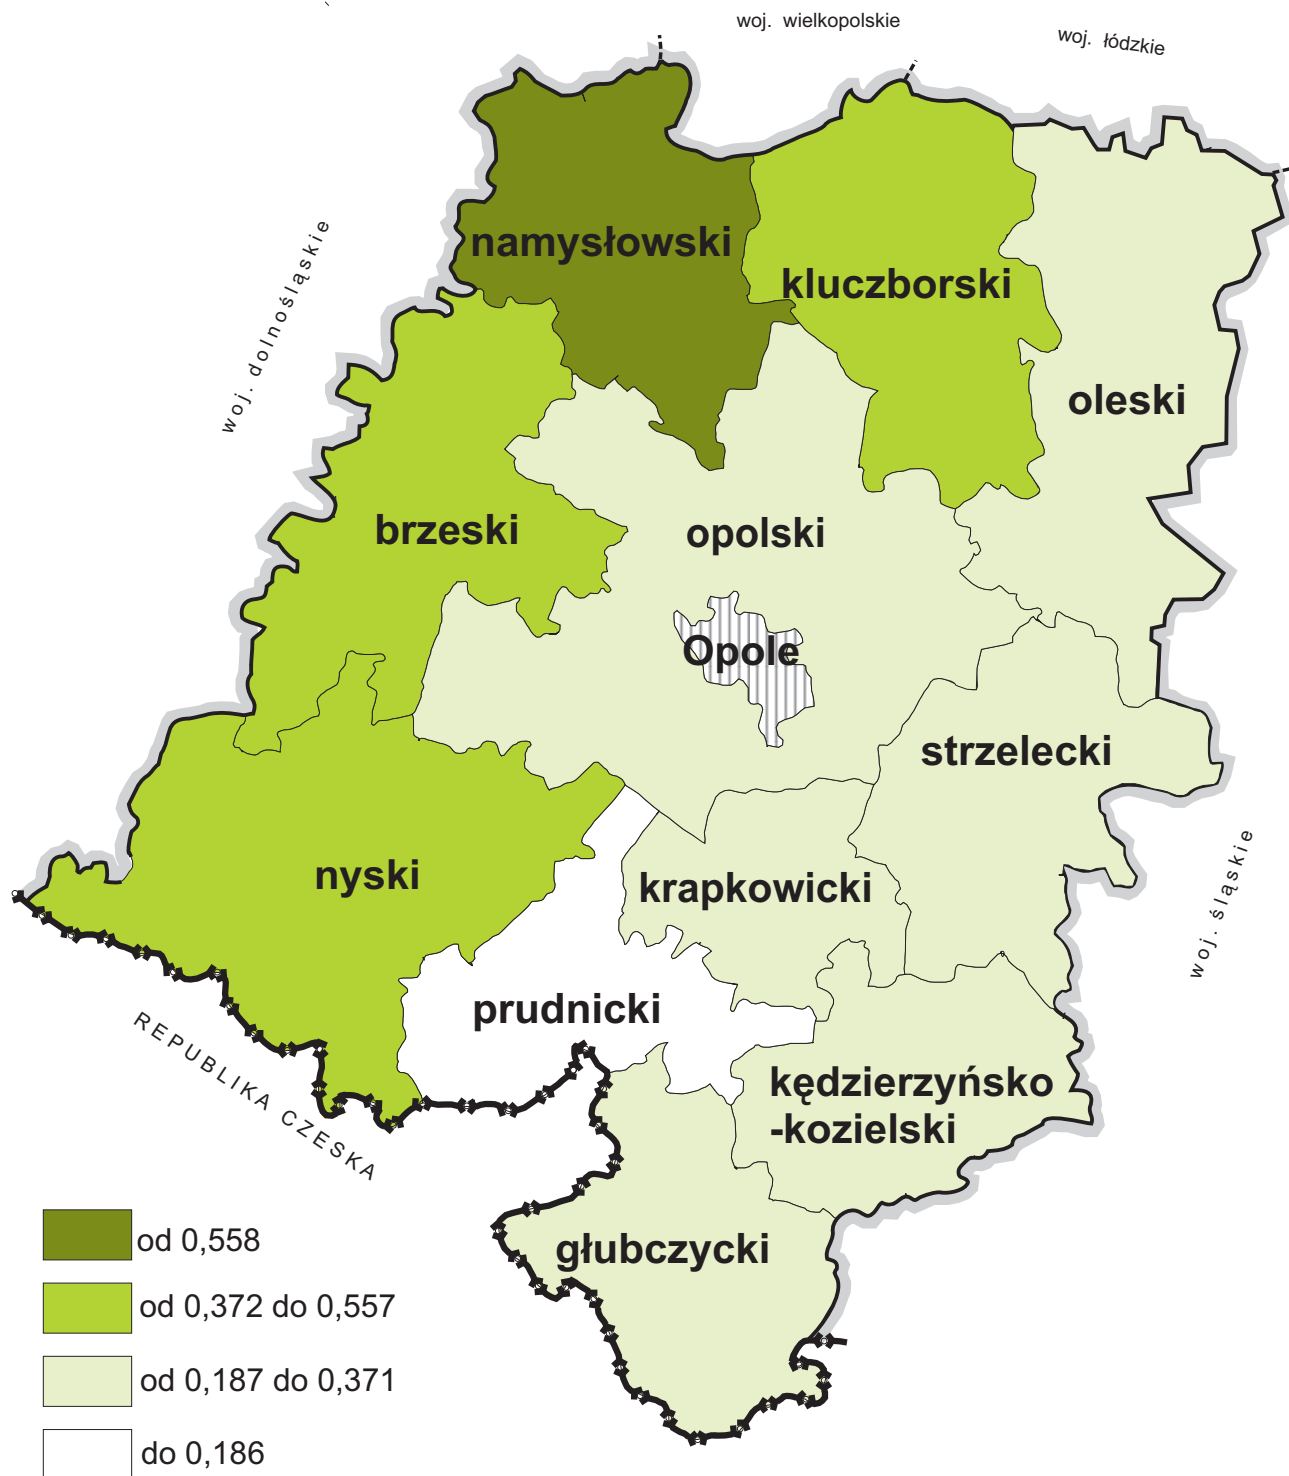 woj. wielkopolskie
woj. łódzkie
namysłowski
kluczborski
woj. dolnośląskie
oleski
brzeski
opolski
Opole
strzelecki
nyski
krapkowicki
woj. śląskie
prudnicki
REPUBLIKA CZESKA
kędzierzyńsko
-kozielski
głubczycki
od 0,558
od 0,372 do 0,557
od 0,187 do 0,371
do 0,186